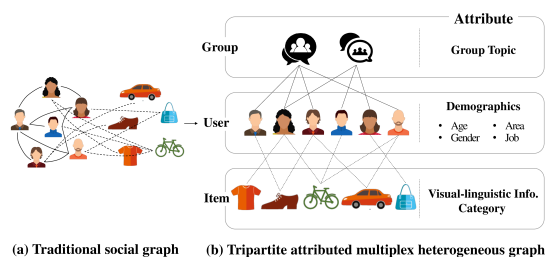 Attribute
Group
Group Topic
User
Demographics
• Age • Area
• Gender • Job
Item
Visual-linguistic Info.
Category
(a) Traditional social graph
(b) Tripartite attributed multiplex heterogeneous graph